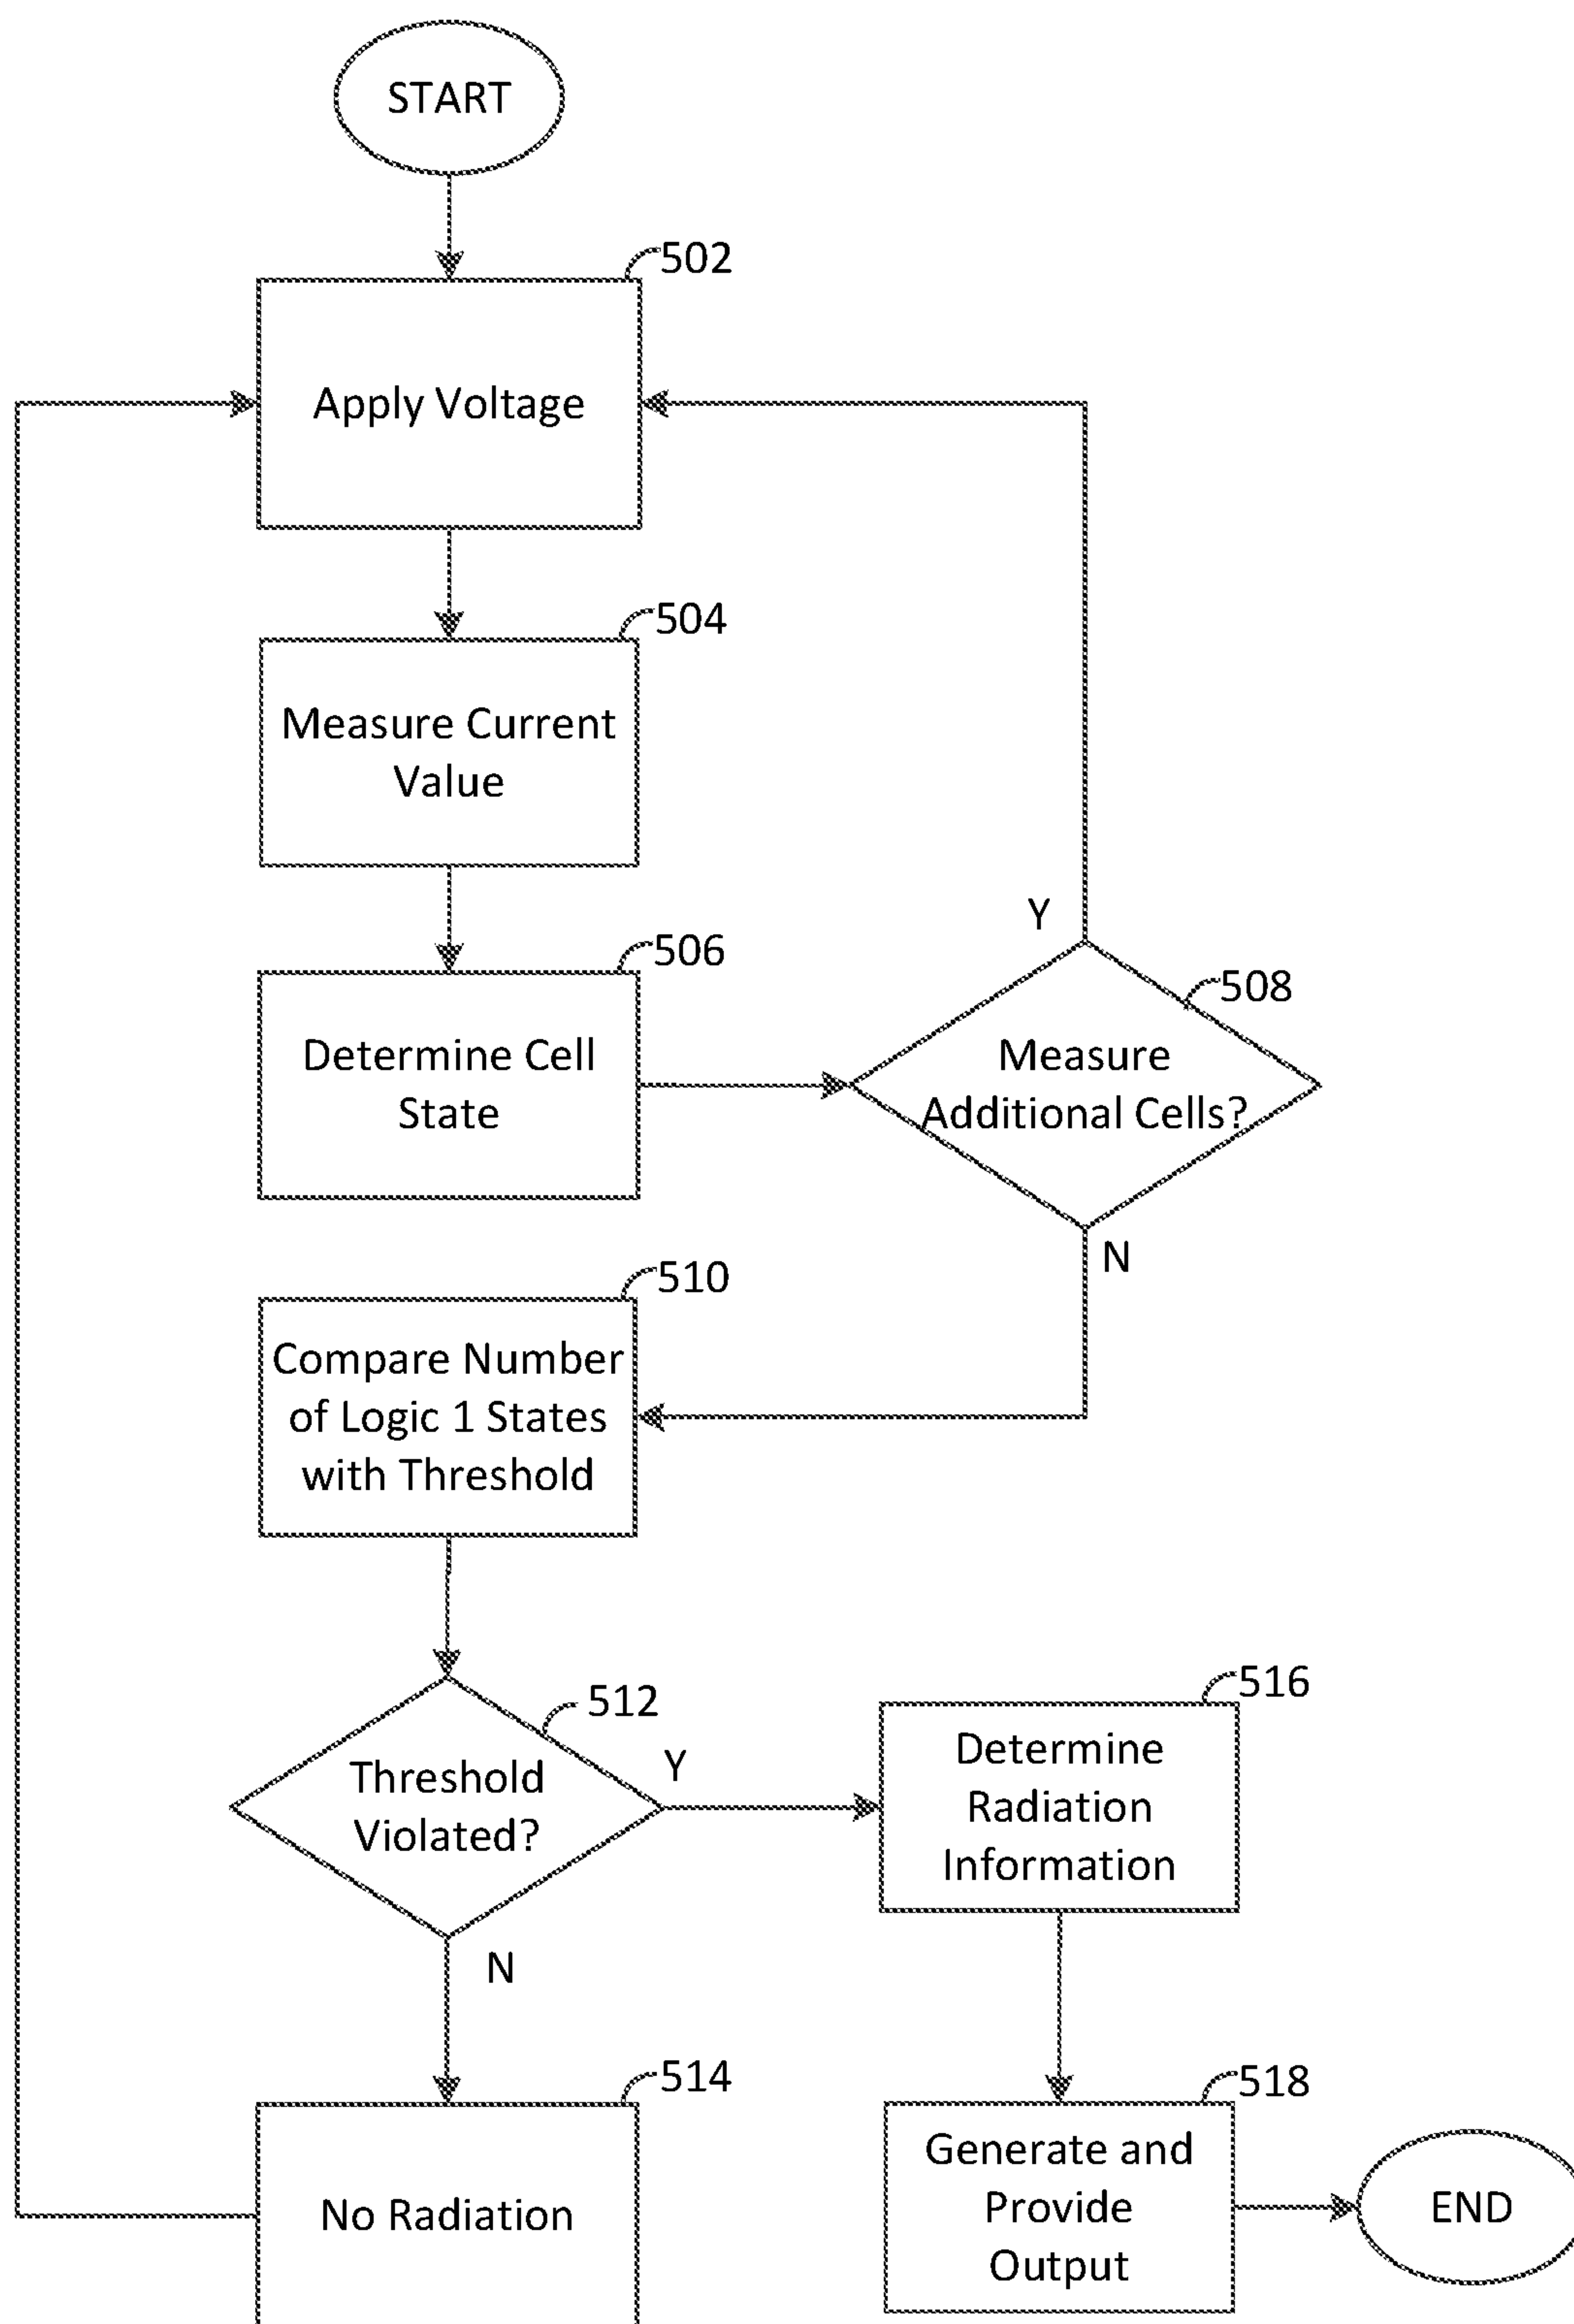 START
502
Apply Voltage
504
Measure Current
Value
506
Determine Cell
State
Y
508
Measure
Additional Cells?
N
510
Compare Number
of Logic 1 States
with Threshold
512
Threshold
Violated?
Y
N
516
Determine
Radiation
Information
514
No Radiation
518
Generate and
Provide
Output
END